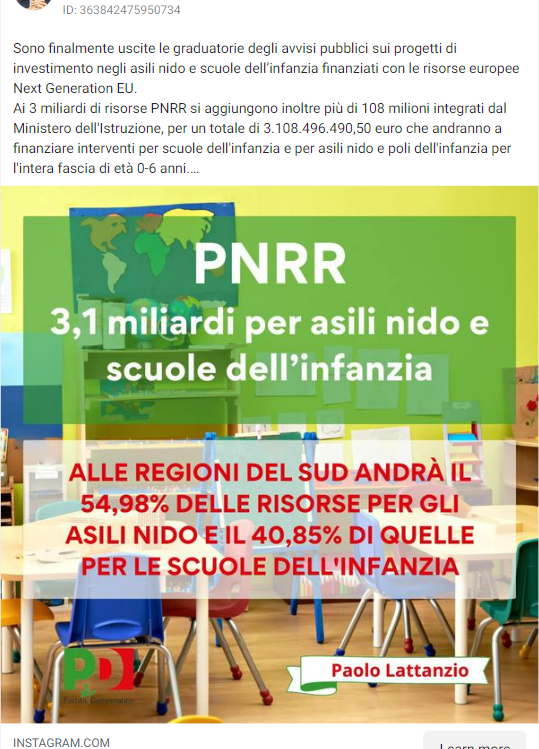 ID: 363842475950734
Sono finalmente uscite le graduatorie degli avvisi pubblici sui progetti di
investimento negli asili nido e scuole dell'infanzia finanziati con le risorse europee
Next Generation EU.
Ai 3 miliardi di risorse PNRR si aggiungono inoltre più di 108 milioni integrati dal
Ministero dell'Istruzione, per un totale di 3.108.496.490,50 euro che andranno a
finanziare interventi per scuole dell'infanzia e per asili nido e poli dell'infanzia per
l'intera fascia di età 0-6 anni....
PNRR
3,1 miliardi per asili nido e
scuole dell'infanzia
ALLE REGIONI DEL SUD ANDRÀ IL
54,98% DELLE RISORSE PER GLI
ASILI NIDO E IL 40,85% DI QUELLE
PER LE SCUOLE DELL'INFANZIA
PD
Partito Democratico
Paolo Lattanzio
INSTAGRAM.COM
Learn more